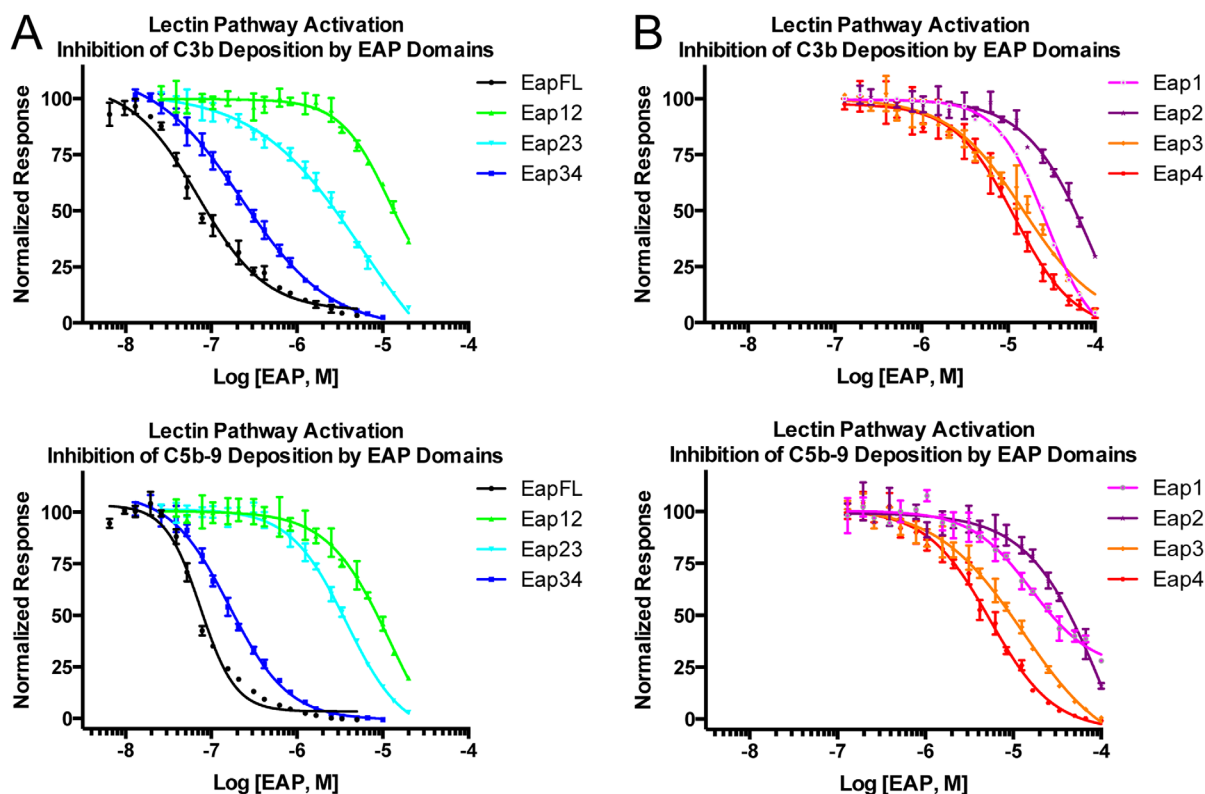 A
Lectin Pathway Activation
Inhibition of C3b Deposition by EAP Domains
Normalized Response
100
75
50
25
0
-8 -7 -6 -5 -4
Log [EAP, M]
EapFL
Eap12
Eap23
Eap34
B
Lectin Pathway Activation
Inhibition of C3b Deposition by EAP Domains
Normalized Response
100
75
50
25
0
-8 -7 -6 -5 -4
Log [EAP, M]
Eap1
Eap2
Eap3
Eap4
Lectin Pathway Activation
Inhibition of C5b-9 Deposition by EAP Domains
Normalized Response
100
75
50
25
0
-8 -7 -6 -5 -4
Log [EAP, M]
EapFL
Eap12
Eap23
Eap34
Lectin Pathway Activation
Inhibition of C5b-9 Deposition by EAP Domains
Normalized Response
100
75
50
25
0
-8 -7 -6 -5 -4
Log [EAP, M]
Eap1
Eap2
Eap3
Eap4